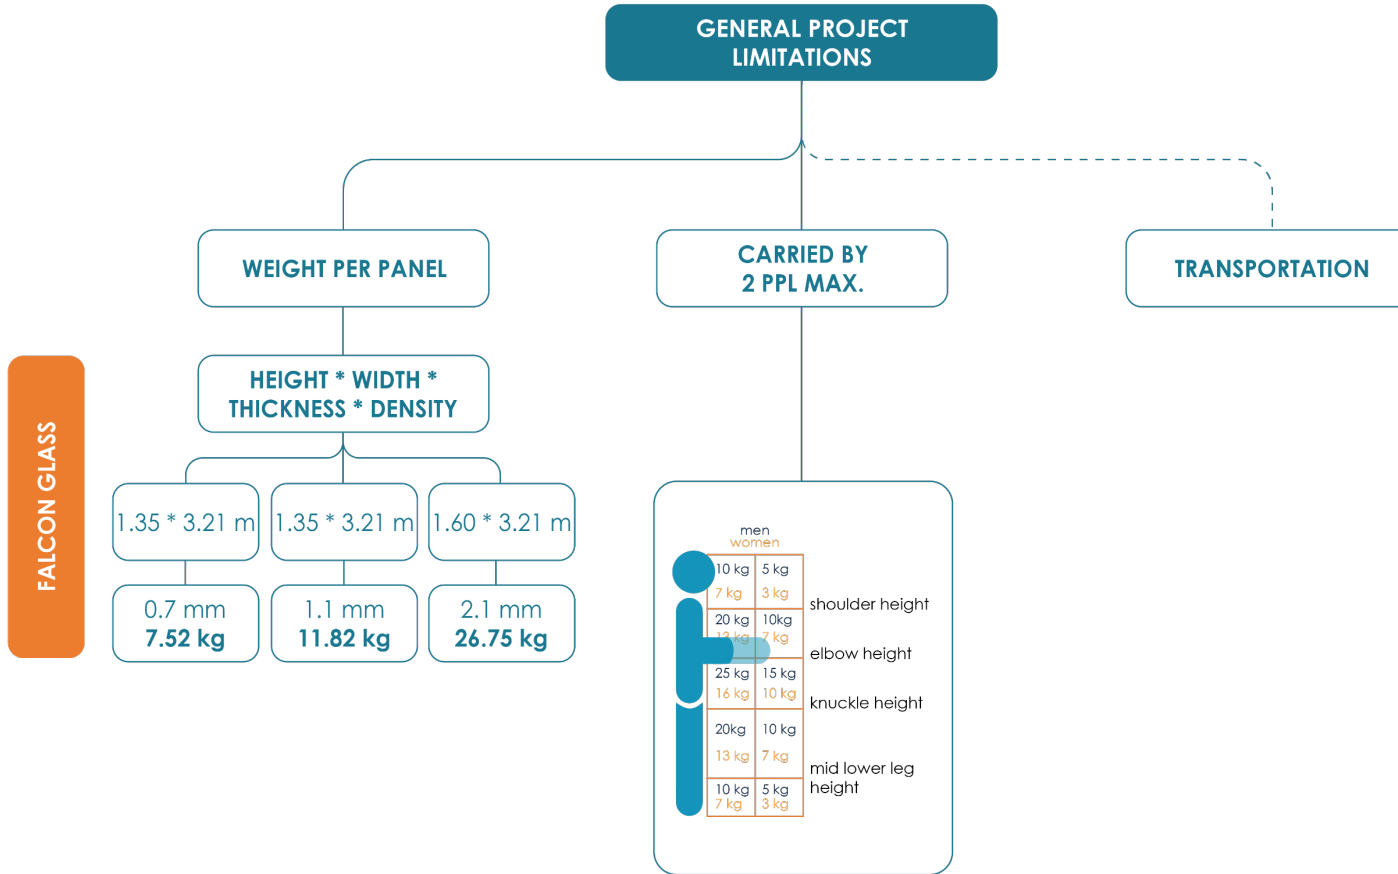 GENERAL PROJECT
LIMITATIONS
WEIGHT PER PANEL
CARRIED BY
2 PPL MAX.
TRANSPORTATION
HEIGHT * WIDTH *
THICKNESS * DENSITY
FALCON GLASS
1.35 * 3.21 m
1.35 * 3.21 m
1.60 * 3.21 m
0.7 mm
7.52 kg
1.1 mm
11.82 kg
2.1 mm
26.75 kg
men
women
10 kg 5 kg
7 kg 3 kg
shoulder height
20 kg 10kg
13 kg 7 kg
elbow height
25 kg 15 kg
16 kg 10 kg
knuckle height
20kg 10 kg
13 kg 7 kg
mid lower leg
height
10 kg 5 kg
7 kg 3 kg